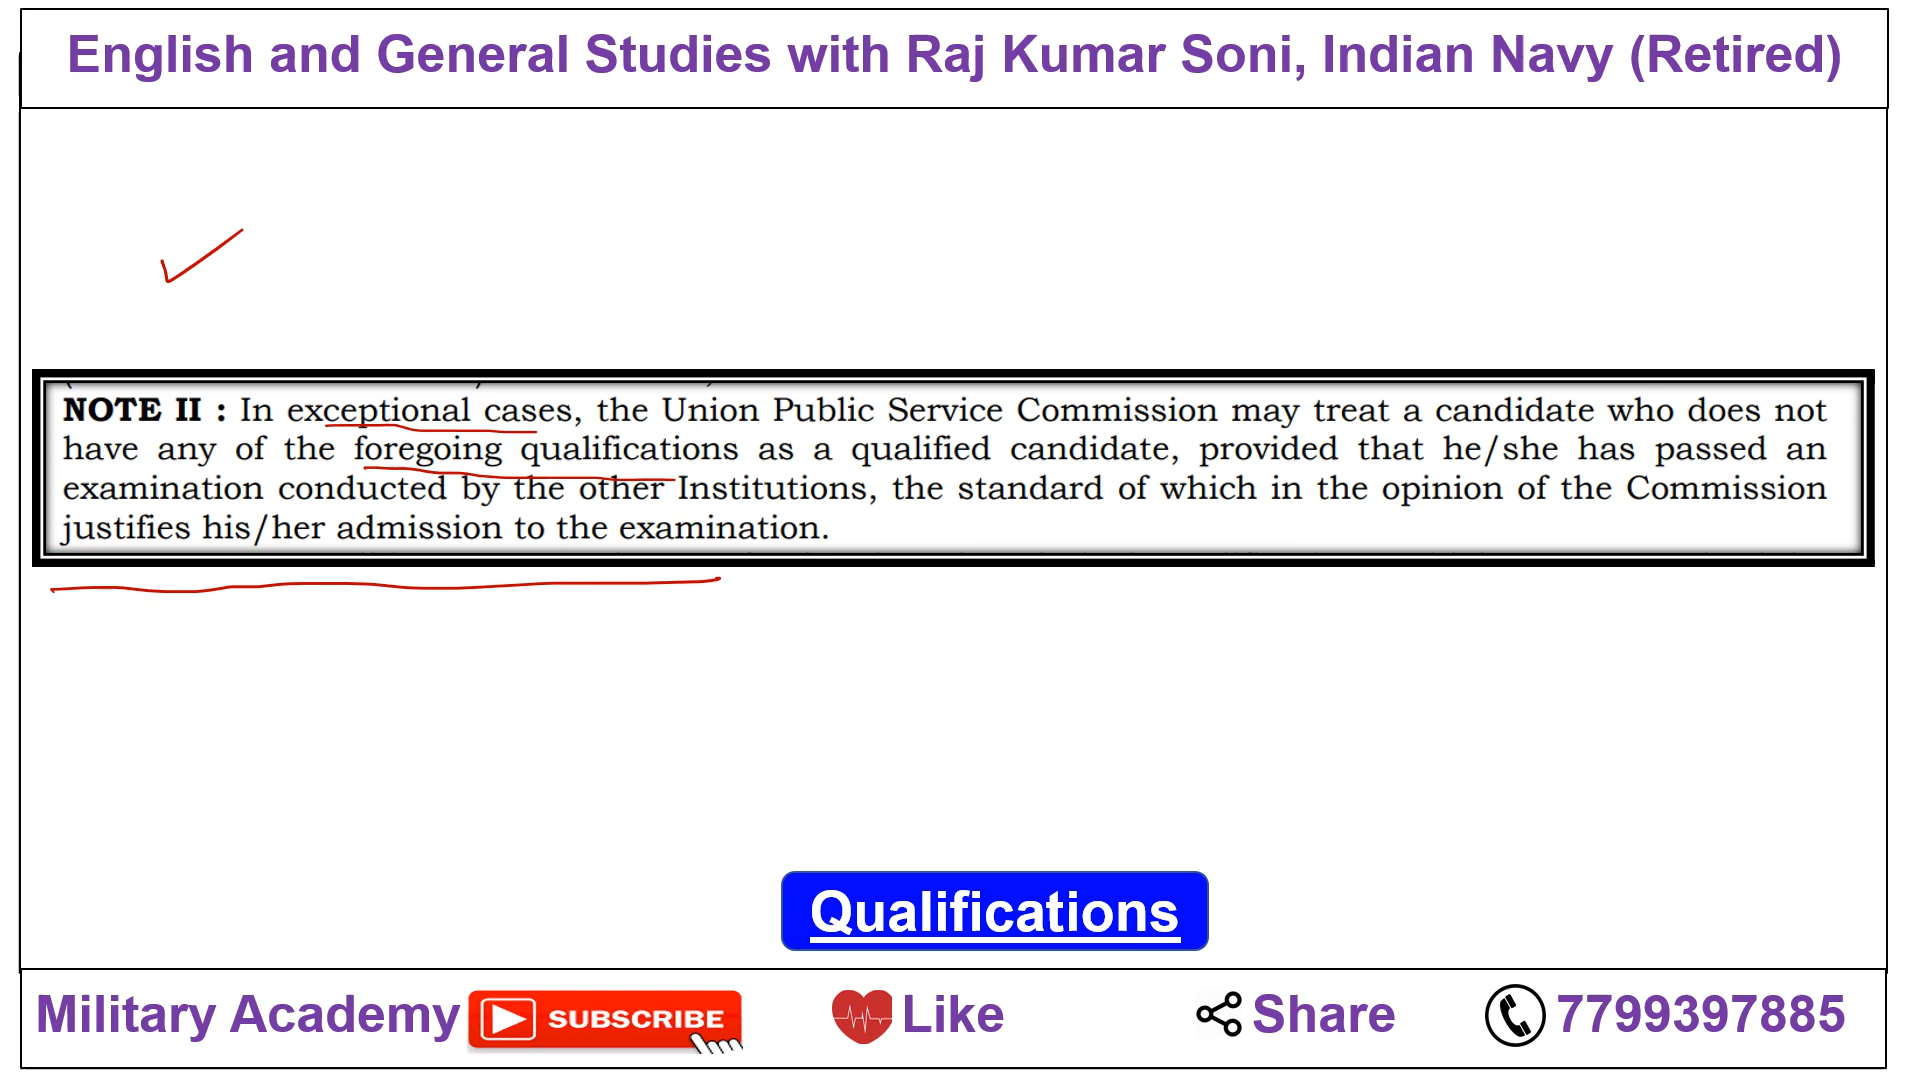 English and General Studies with Raj Kumar Soni, Indian Navy (Retired)
NOTE II : In exceptional cases, the Union Public Service Commission may treat a candidate who does not
have any of the foregoing qualifications as a qualified candidate, provided that he/she has passed an
examination conducted by the other Institutions, the standard of which in the opinion of the Commission
justifies his/her admission to the examination.
Qualifications
Military Academy SUBSCRIBE Like Share 7799397885